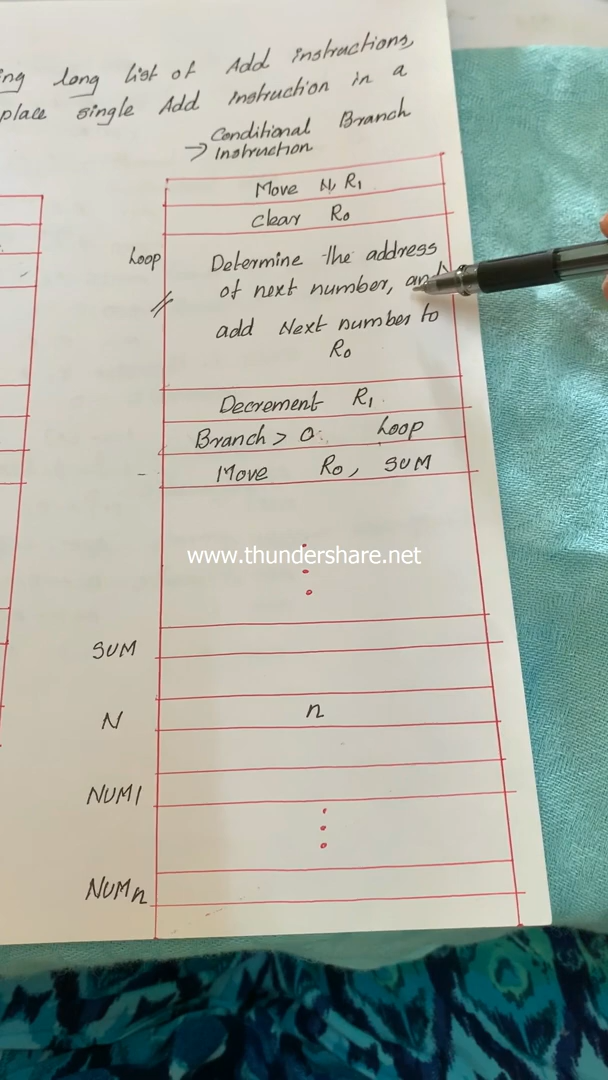 ing long list of Add instructions,
place single Add instruction in a
→ Conditional Branch
Instruction
Move N, R1
Clear R0
Loop
Determine the address
of next number, and
add Next number to
R0
Decrement R1
Branch > 0 Loop
Move R0, SUM
www.thundershare.net
SUM
N n
NUM1
NUMn